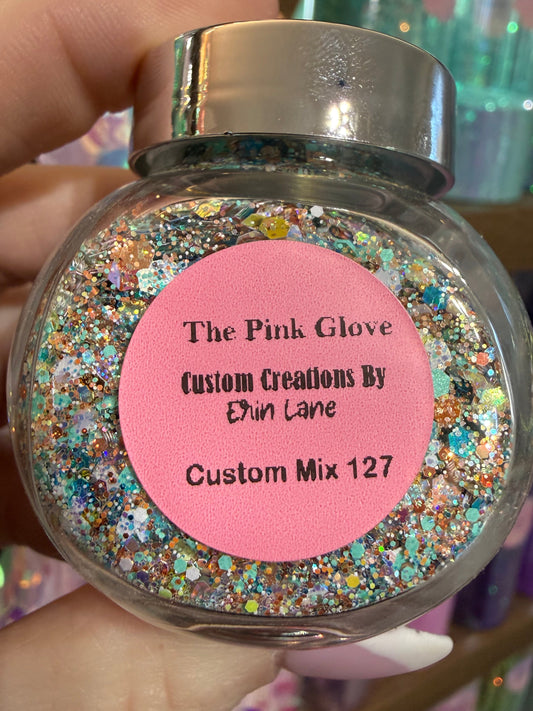 The Pink Glove
Custom Creations By
Erin Lane
Custom Mix 127